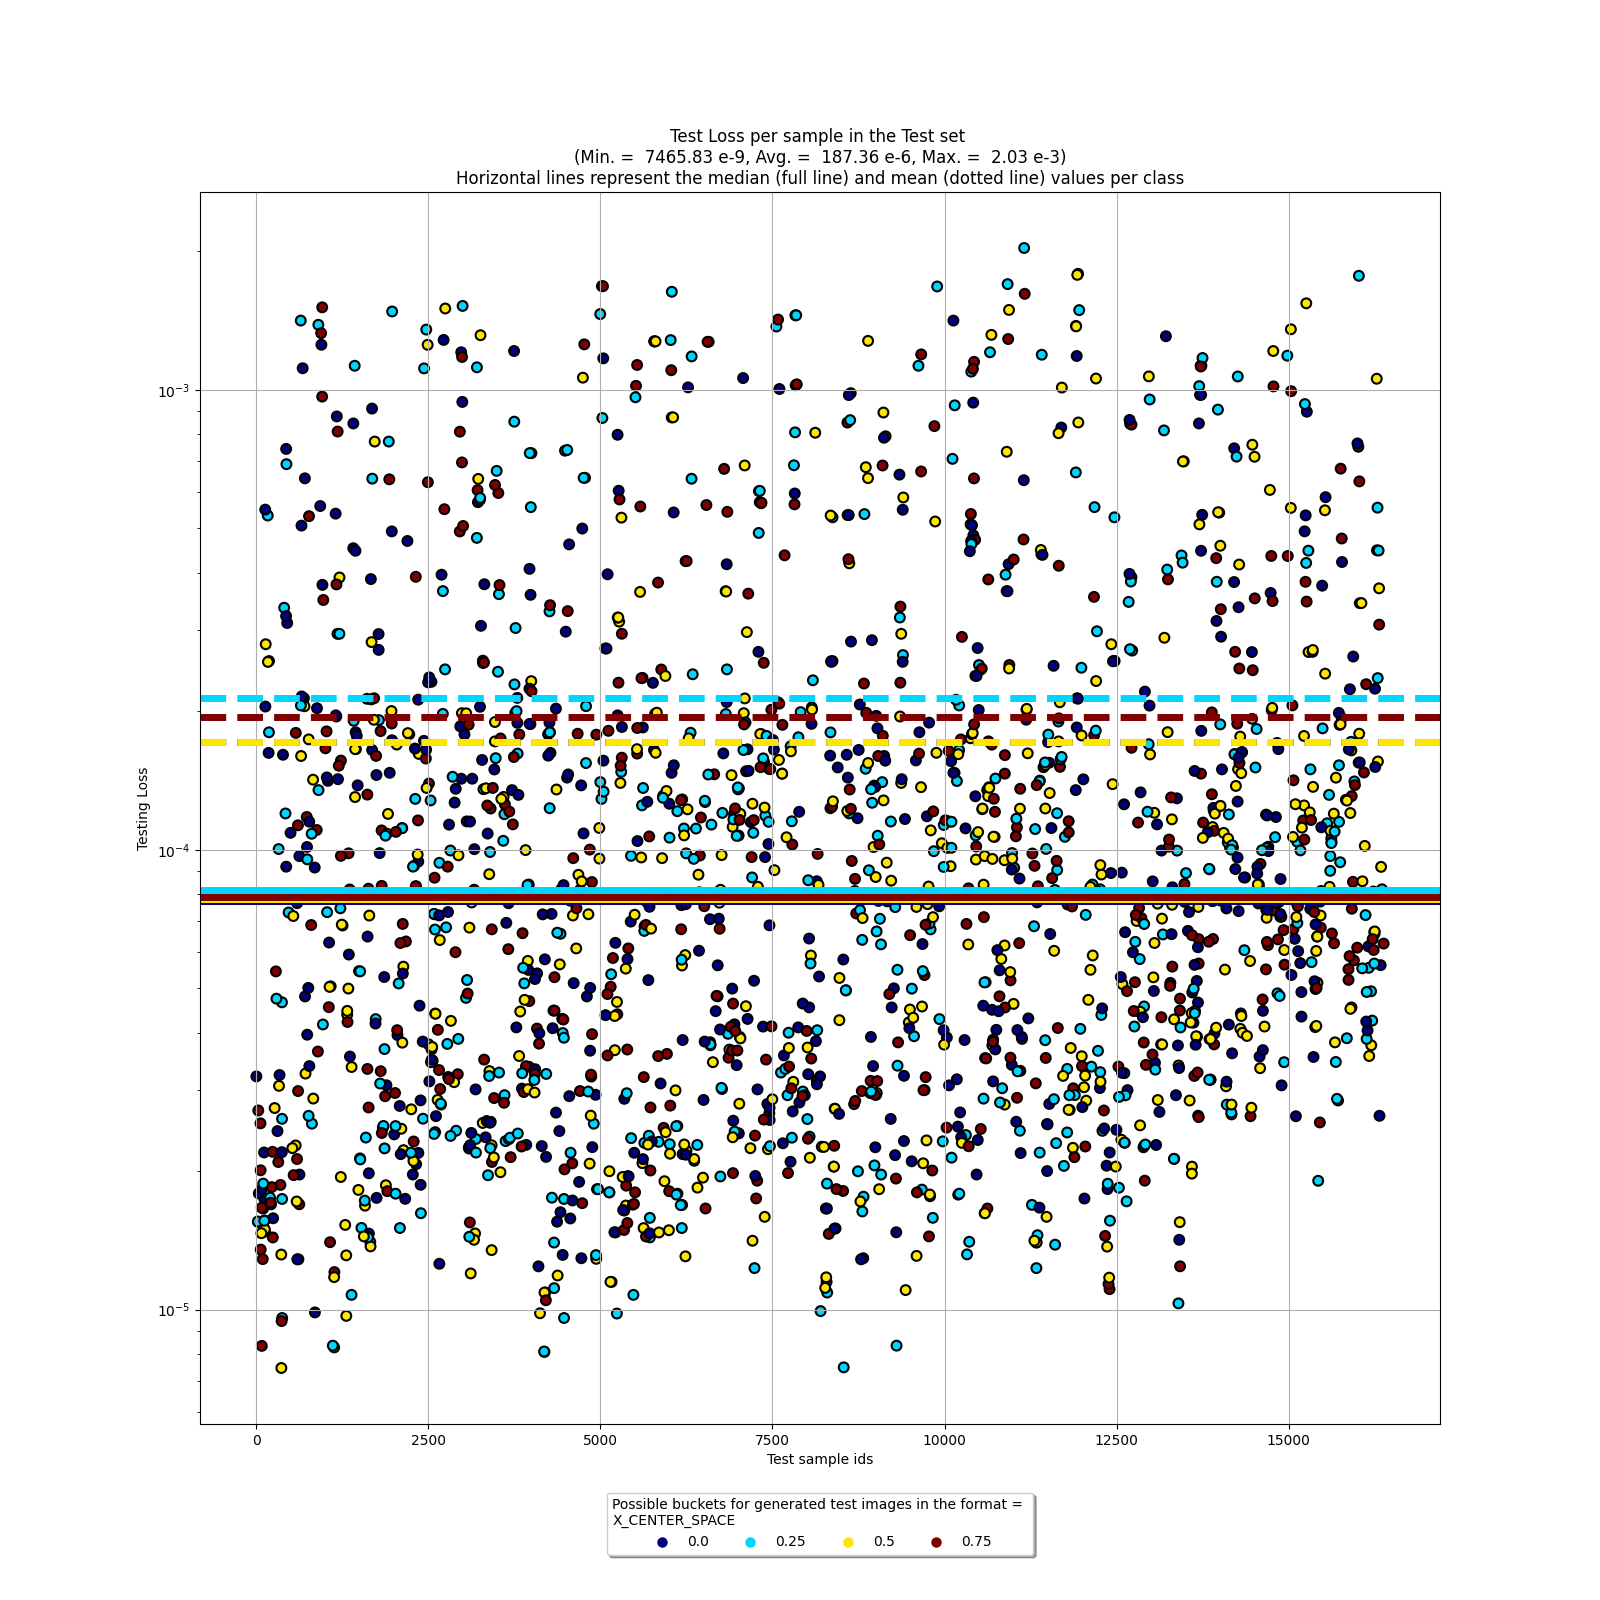 Test Loss per sample in the Test set
(Min. = 7465.83 e-9, Avg. = 187.36 e-6, Max. = 2.03 e-3)
Horizontal lines represent the median (full line) and mean (dotted line) values per class
10⁻³
10⁻⁴
10⁻⁵
Testing Loss
0 2500 5000 7500 10000 12500 15000
Test sample ids
Possible buckets for generated test images in the format =
X_CENTER_SPACE
0.0 0.25 0.5 0.75